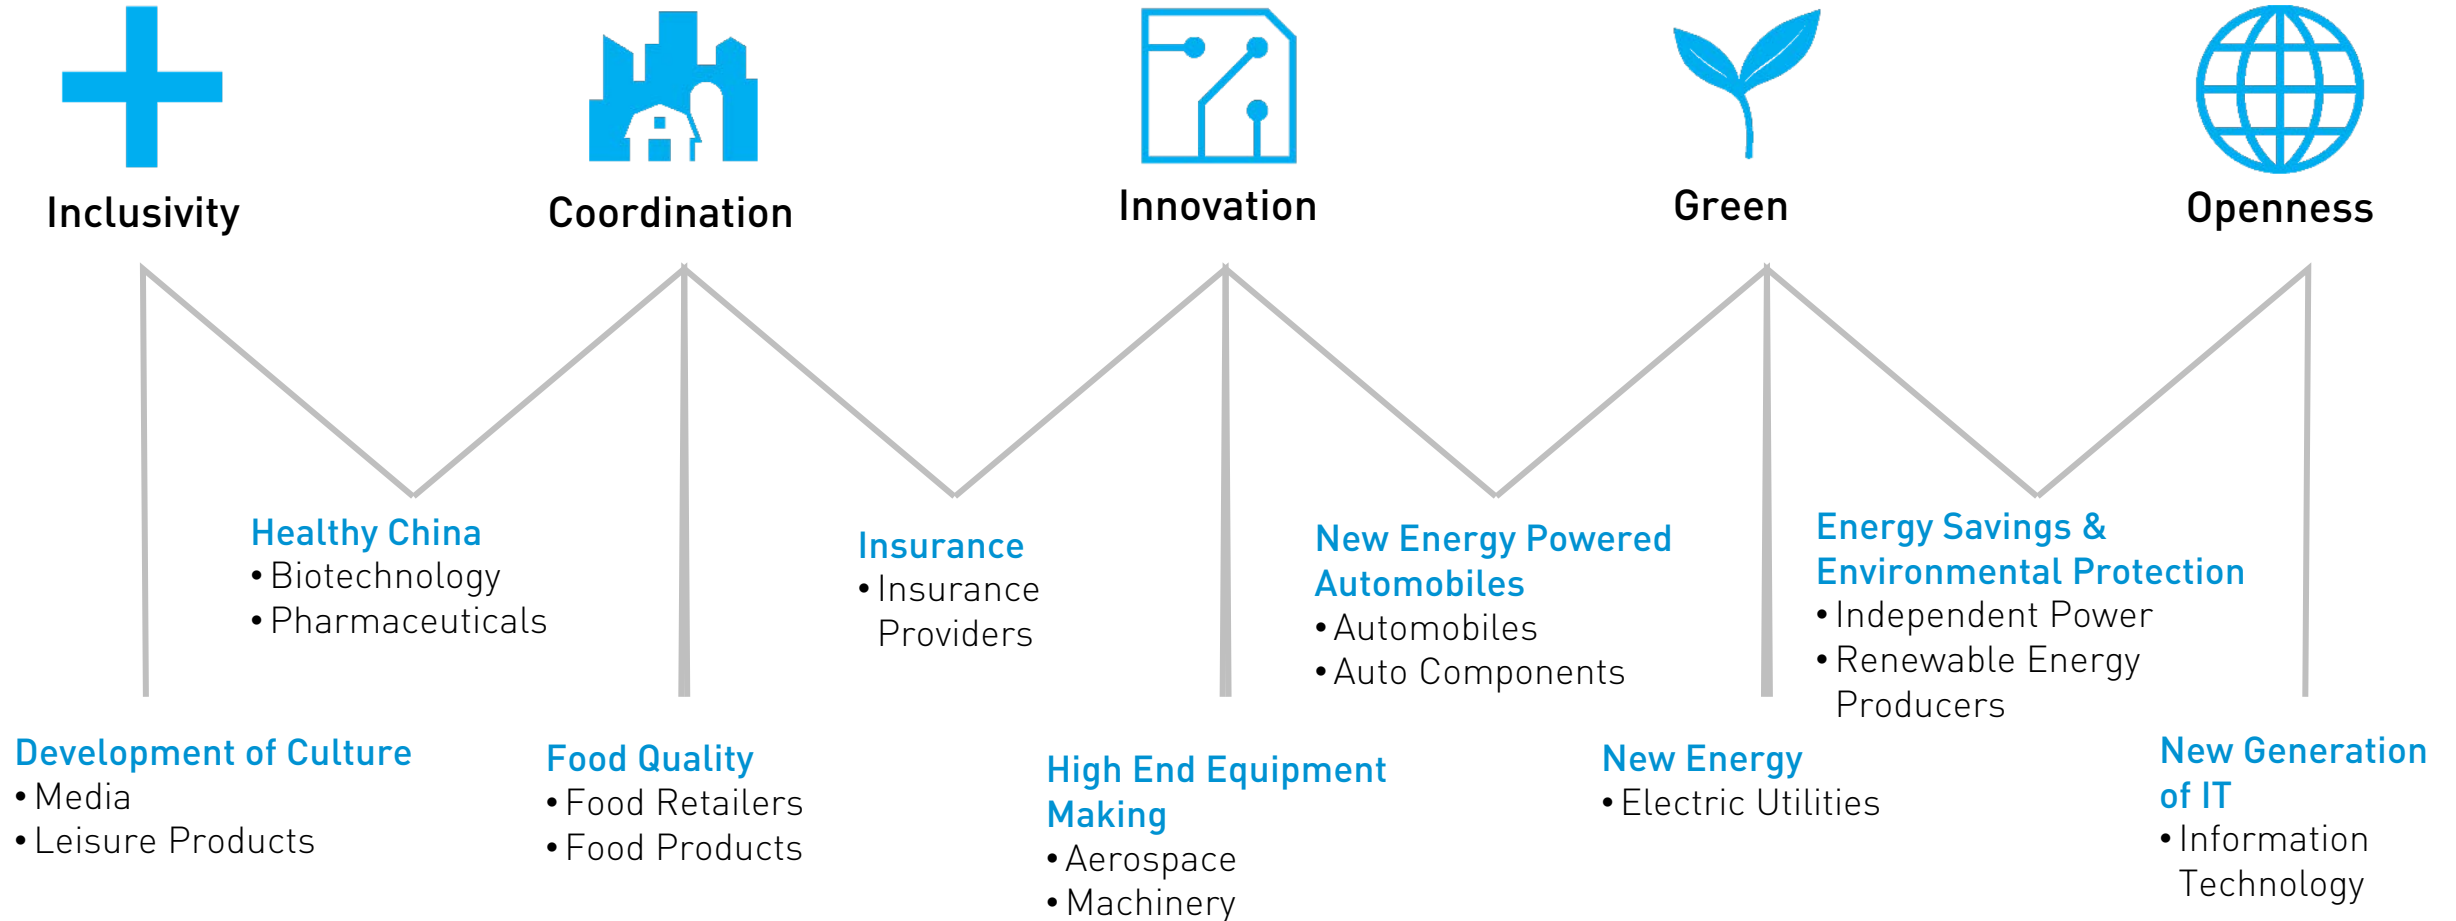 Inclusivity
Coordination
Innovation
Green
Openness
Healthy China
• Biotechnology
• Pharmaceuticals
Insurance
• Insurance
Providers
New Energy Powered
Automobiles
• Automobiles
• Auto Components
Energy Savings &
Environmental Protection
• Independent Power
• Renewable Energy
Producers
Development of Culture
• Media
• Leisure Products
Food Quality
• Food Retailers
• Food Products
High End Equipment
Making
• Aerospace
• Machinery
New Energy
• Electric Utilities
New Generation
of IT
• Information
Technology